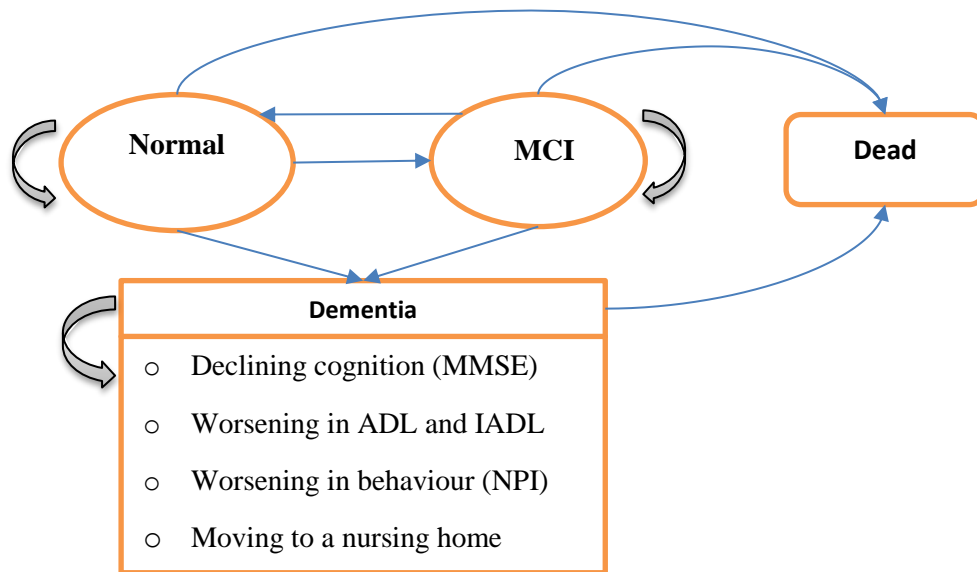 Normal
MCI
Dead
Dementia
o Declining cognition (MMSE)
o Worsening in ADL and IADL
o Worsening in behaviour (NPI)
o Moving to a nursing home